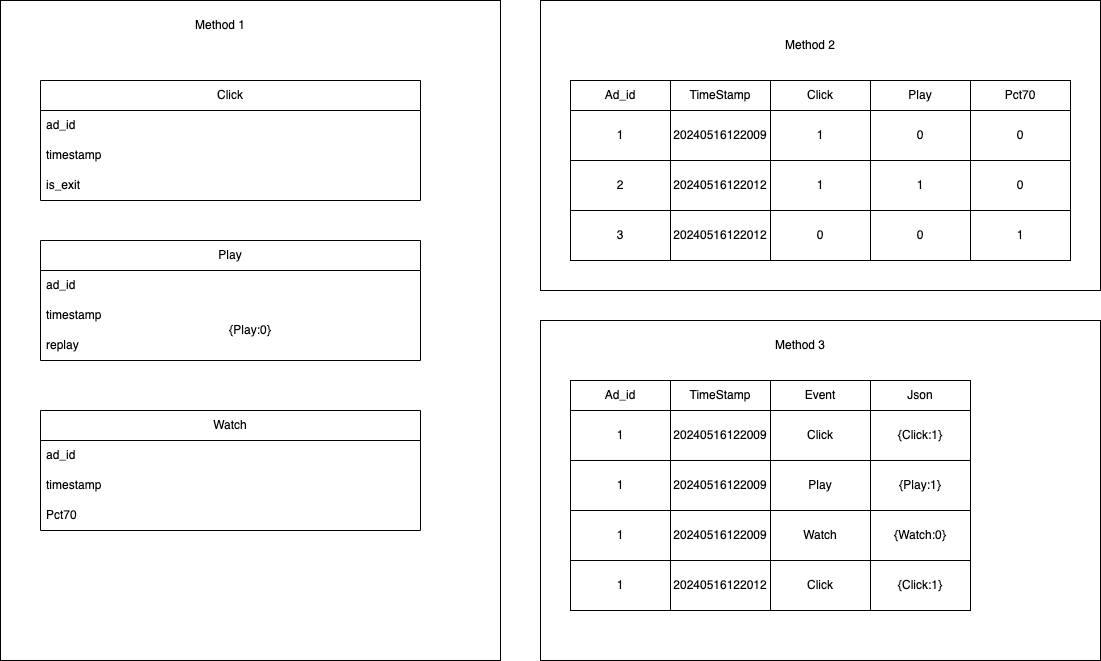 Method 1
Click
ad_id
timestamp
is_exit
Play
ad_id
timestamp
{Play:0}
replay
Watch
ad_id
timestamp
Pct70
Method 2
Ad_id TimeStamp Click Play Pct70
1 20240516122009 1 0 0
2 20240516122012 1 1 0
3 20240516122012 0 0 1
Method 3
Ad_id TimeStamp Event Json
1 20240516122009 Click {Click:1}
1 20240516122009 Play {Play:1}
1 20240516122009 Watch {Watch:0}
1 20240516122012 Click {Click:1}